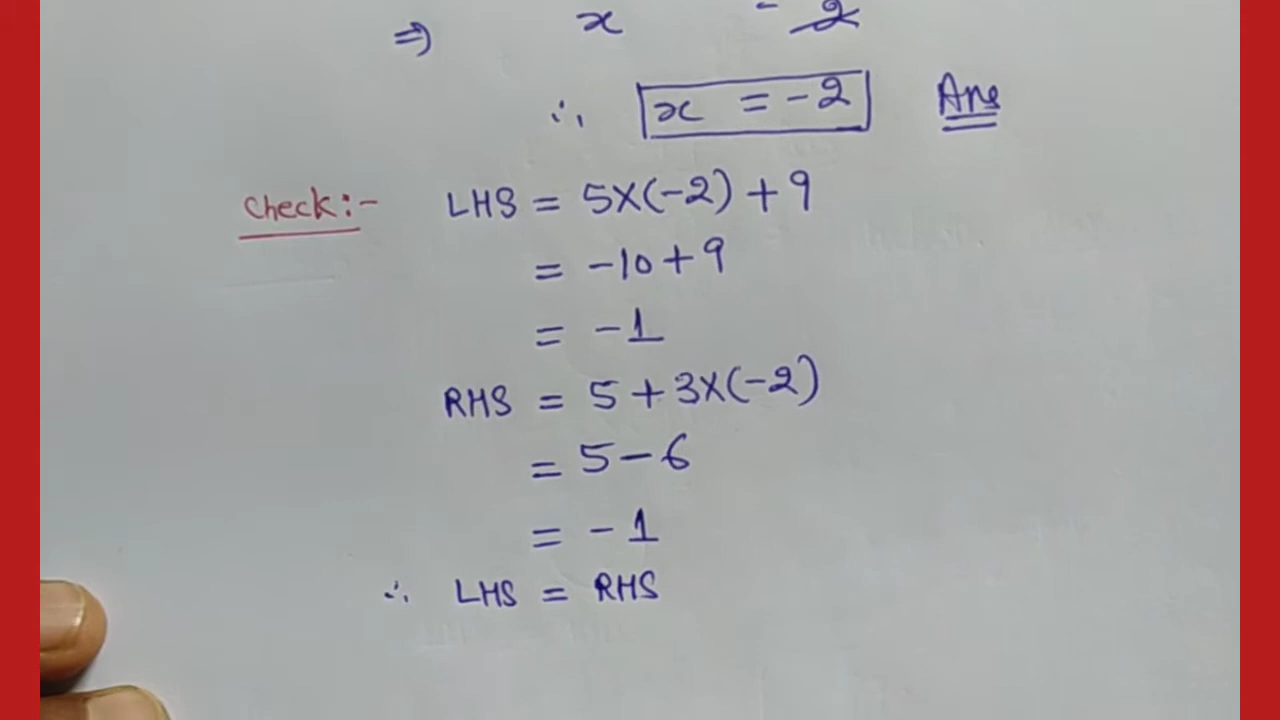 ⇒ x - 2
∴ x = -2 Ans
Check:- LHS = 5×(-2) + 9
= -10 + 9
= -1
RHS = 5 + 3×(-2)
= 5 - 6
= -1
∴ LHS = RHS